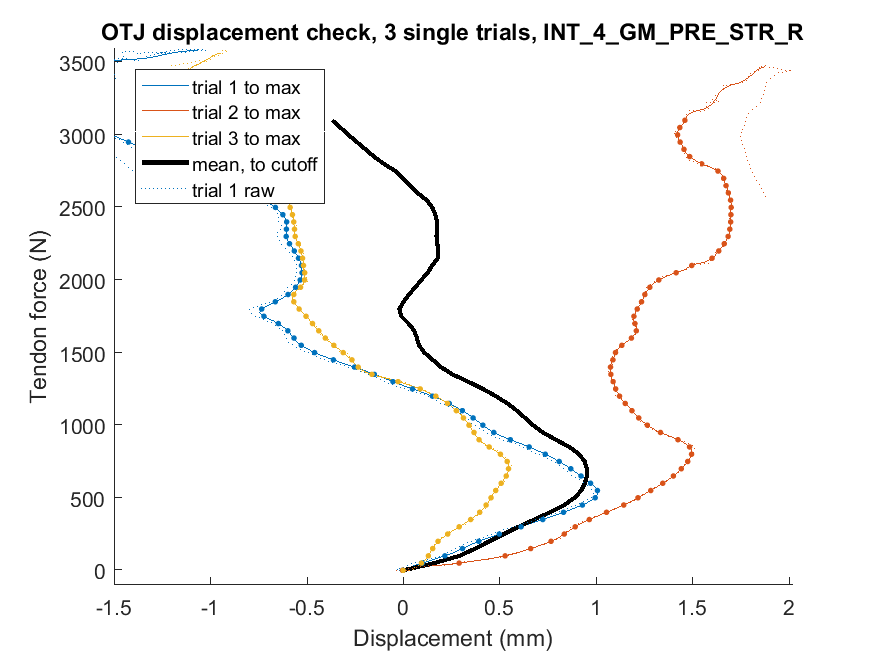 OTJ displacement check, 3 single trials, INT_4_GM_PRE_STR_R
3500
3000
2500
2000
1500
1000
500
0
Tendon force (N)
trial 1 to max
trial 2 to max
trial 3 to max
mean, to cutoff
trial 1 raw
-1.5
-1
-0.5
0
0.5
1
1.5
2
Displacement (mm)